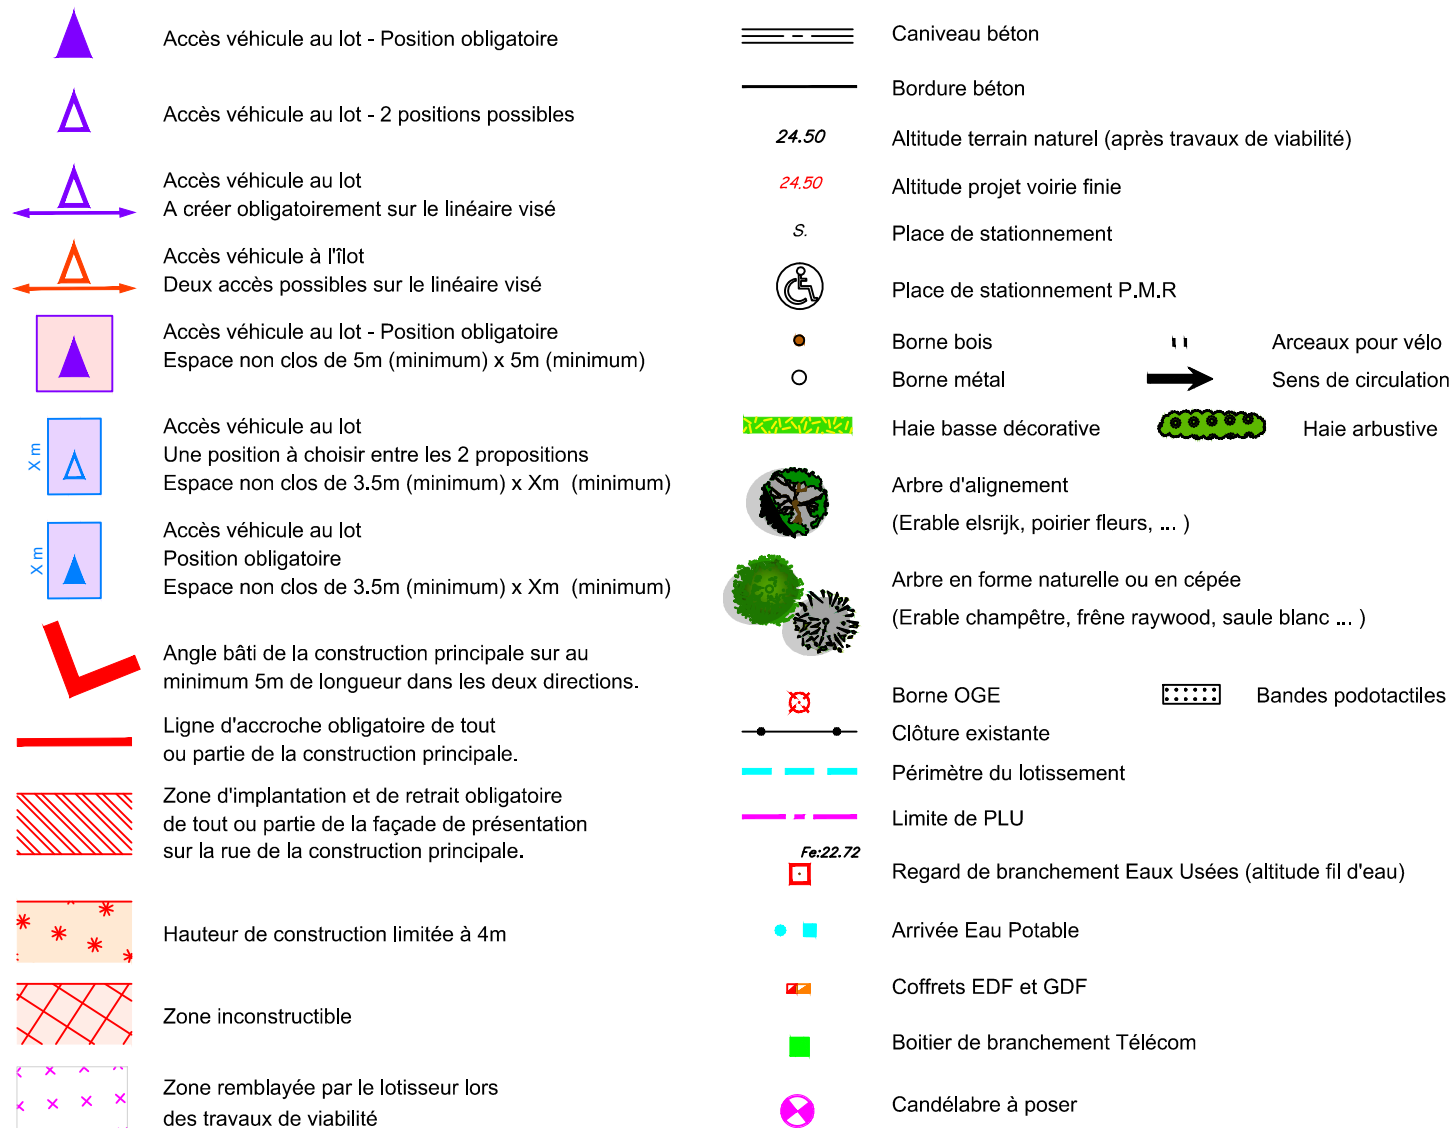 Accès véhicule au lot - Position obligatoire
Accès véhicule au lot - 2 positions possibles
Accès véhicule au lot
A créer obligatoirement sur le linéaire visé
Accès véhicule à l'îlot
Deux accès possibles sur le linéaire visé
Accès véhicule au lot - Position obligatoire
Espace non clos de 5m (minimum) x 5m (minimum)
X m
Accès véhicule au lot
Une position à choisir entre les 2 propositions
Espace non clos de 3.5m (minimum) x Xm (minimum)
X m
Accès véhicule au lot
Position obligatoire
Espace non clos de 3.5m (minimum) x Xm (minimum)
Angle bâti de la construction principale sur au
minimum 5m de longueur dans les deux directions.
Ligne d'accroche obligatoire de tout
ou partie de la construction principale.
Zone d'implantation et de retrait obligatoire
de tout ou partie de la façade de présentation
sur la rue de la construction principale.
Hauteur de construction limitée à 4m
Zone inconstructible
Zone remblayée par le lotisseur lors
des travaux de viabilité
Caniveau béton
Bordure béton
24.50 Altitude terrain naturel (après travaux de viabilité)
24.50 Altitude projet voirie finie
S. Place de stationnement
Place de stationnement P.M.R
Borne bois
Arceaux pour vélo
Borne métal
Sens de circulation
Haie basse décorative
Haie arbustive
Arbre d'alignement
(Erable elsrijk, poirier fleurs, ... )
Arbre en forme naturelle ou en cépée
(Erable champêtre, frêne raywood, saule blanc ... )
Borne OGE
Bandes podotactiles
Clôture existante
Périmètre du lotissement
Limite de PLU
Fe:22.72
Regard de branchement Eaux Usées (altitude fil d'eau)
Arrivée Eau Potable
Coffrets EDF et GDF
Boitier de branchement Télécom
Candélabre à poser